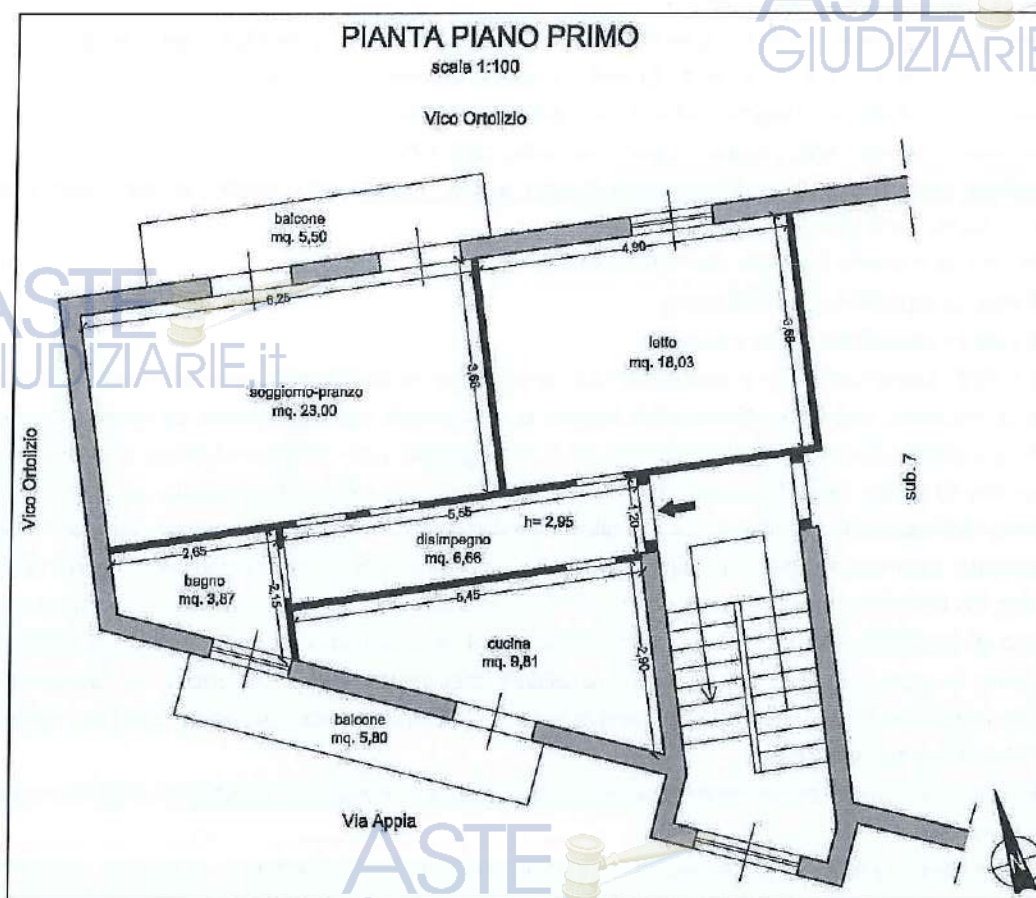 ASTE
GIUDIZIARIE
PIANTA PIANO PRIMO
scala 1:100
Vico Ortolizio
balcone
mq. 5,50
4,90
6,25
ASTE
GIUDIZIARIE.it
letto
mq. 18,03
3,68
3,68
soggiorno-pranzo
mq. 23,00
Vico Ortolizio
sub. 7
5,55
1,20
h= 2,95
disimpegno
mq. 6,66
2,65
bagno
mq. 3,87
2,15
5,45
cucina
mq. 9,81
2,90
balcone
mq. 5,80
Via Appia
ASTE